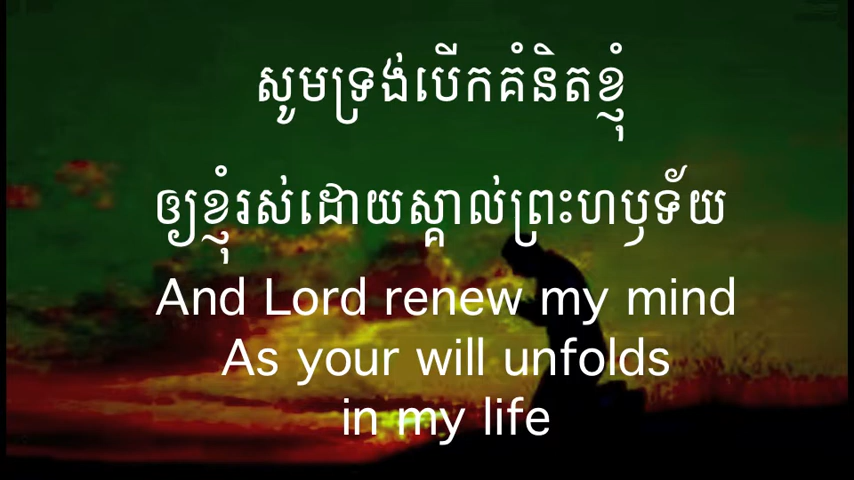 សូមទ្រង់បើកគំនិតខ្ញុំ
ឲ្យខ្ញុំរស់ដោយស្គាល់ព្រះហឫទ័យ
And Lord renew my mind
As your will unfolds
in my life